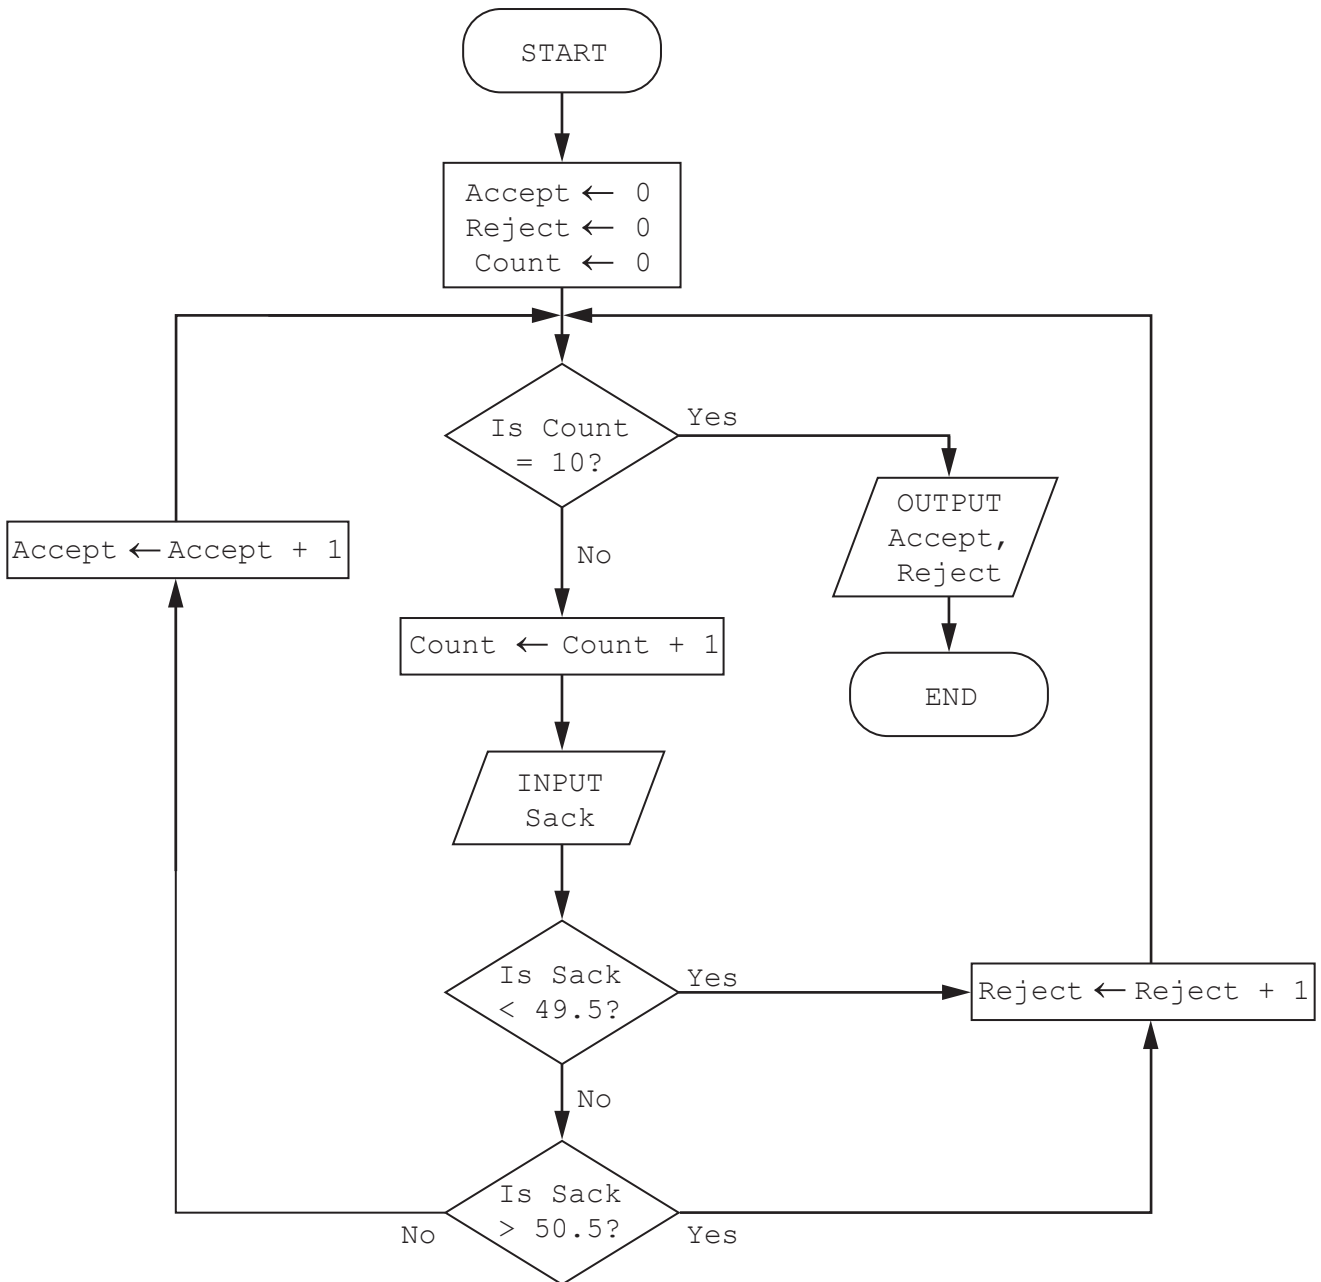 START
Accept ← 0
Reject ← 0
Count ← 0
Is Count
= 10?
Yes
OUTPUT
Accept,
Reject
END
No
Accept ← Accept + 1
Count ← Count + 1
INPUT
Sack
Is Sack
< 49.5?
Yes
Reject ← Reject + 1
No
Is Sack
> 50.5?
No
Yes